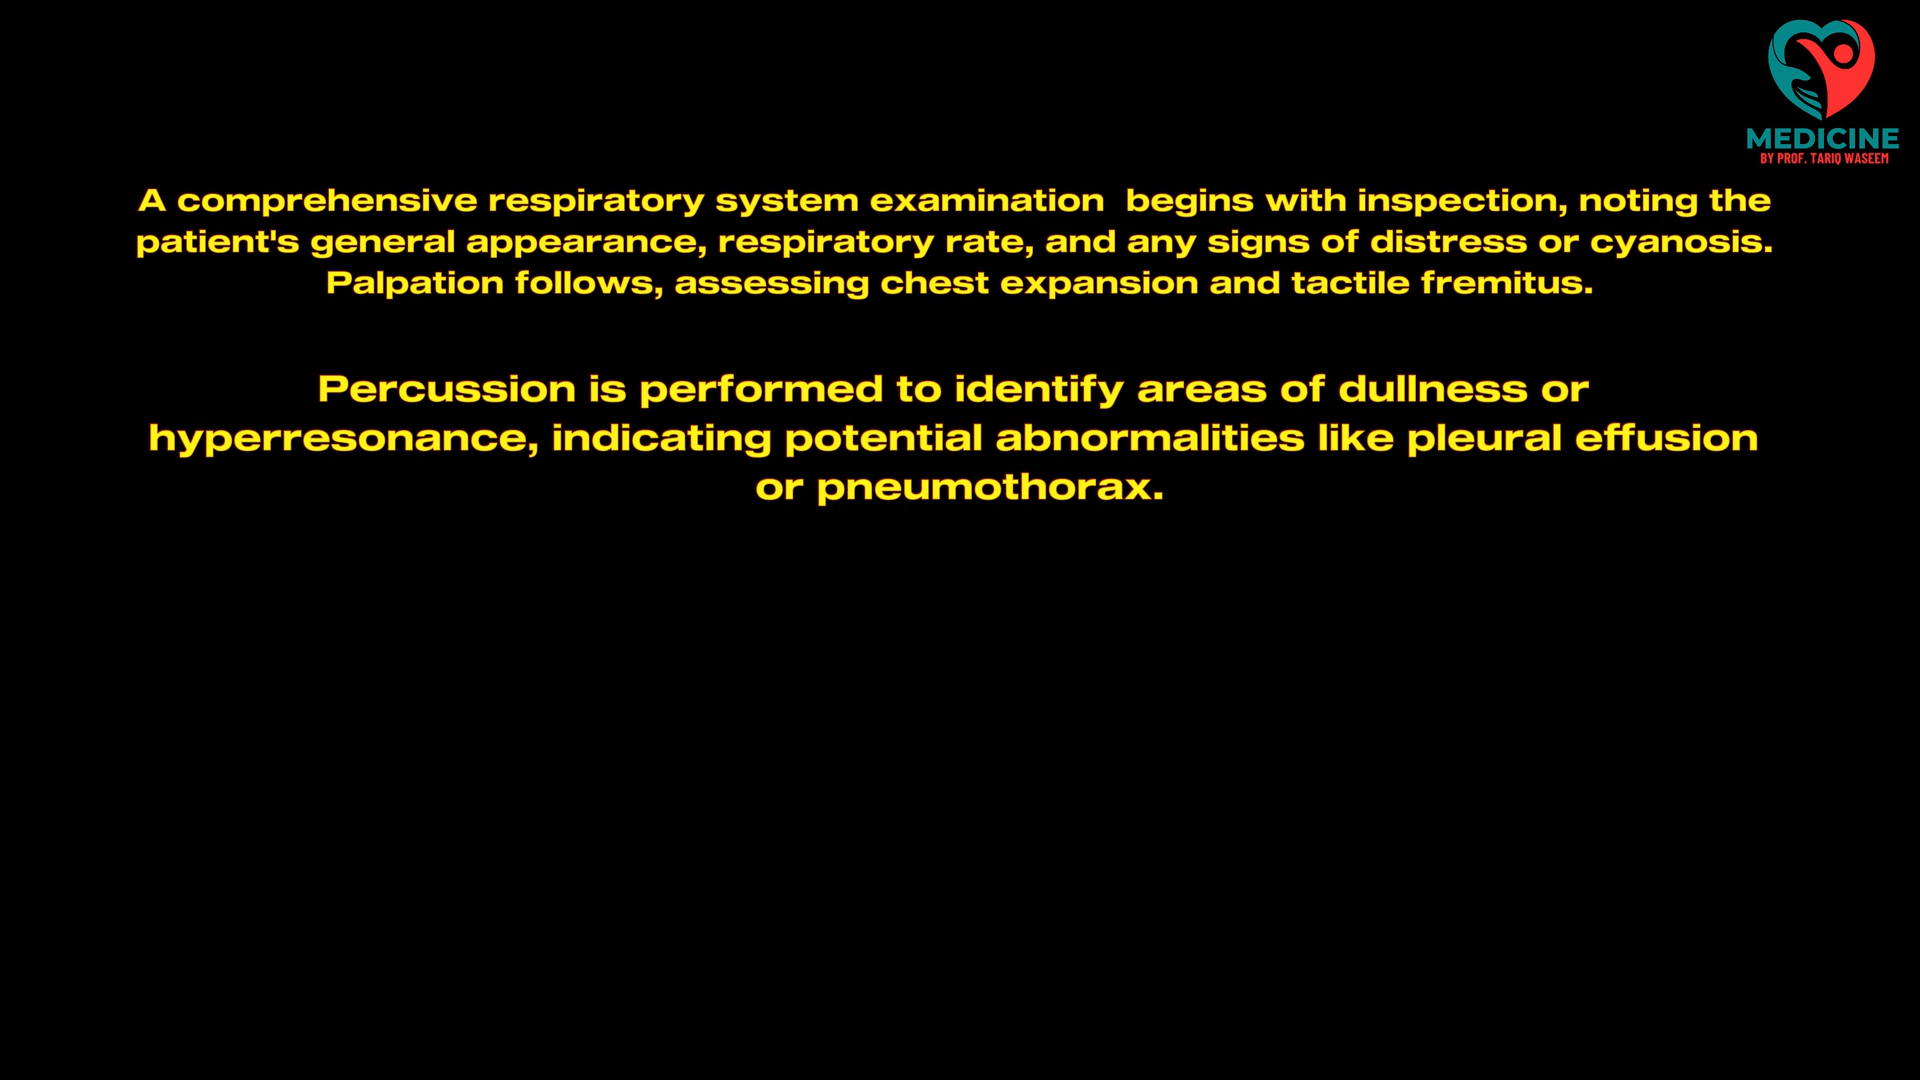 MEDICINE
BY PROF. TARIQ WASEEM
A comprehensive respiratory system examination  begins with inspection, noting the
patient's general appearance, respiratory rate, and any signs of distress or cyanosis.
Palpation follows, assessing chest expansion and tactile fremitus.
Percussion is performed to identify areas of dullness or
hyperresonance, indicating potential abnormalities like pleural effusion
or pneumothorax.